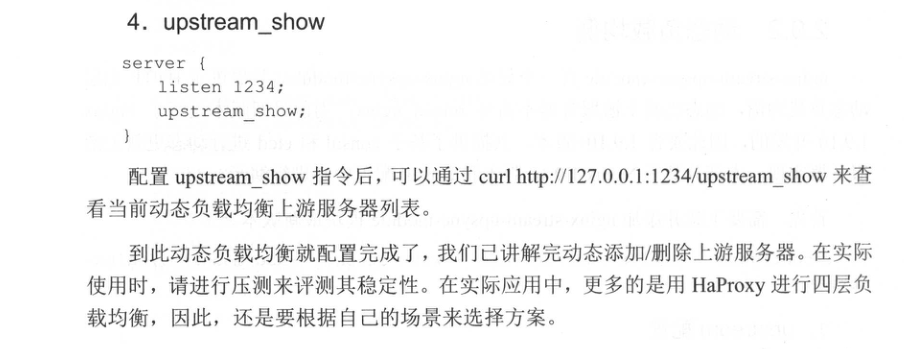 4．upstream_show
server {
listen 1234;
upstream_show;
}
配置 upstream_show 指令后，可以通过 curl http://127.0.0.1:1234/upstream_show 来查
看当前动态负载均衡上游服务器列表。
到此动态负载均衡就配置完成了，我们已讲解完动态添加/删除上游服务器。在实际
使用时，请进行压测来评测其稳定性。在实际应用中，更多的是用 HaProxy 进行四层负
载均衡，因此，还是要根据自己的场景来选择方案。